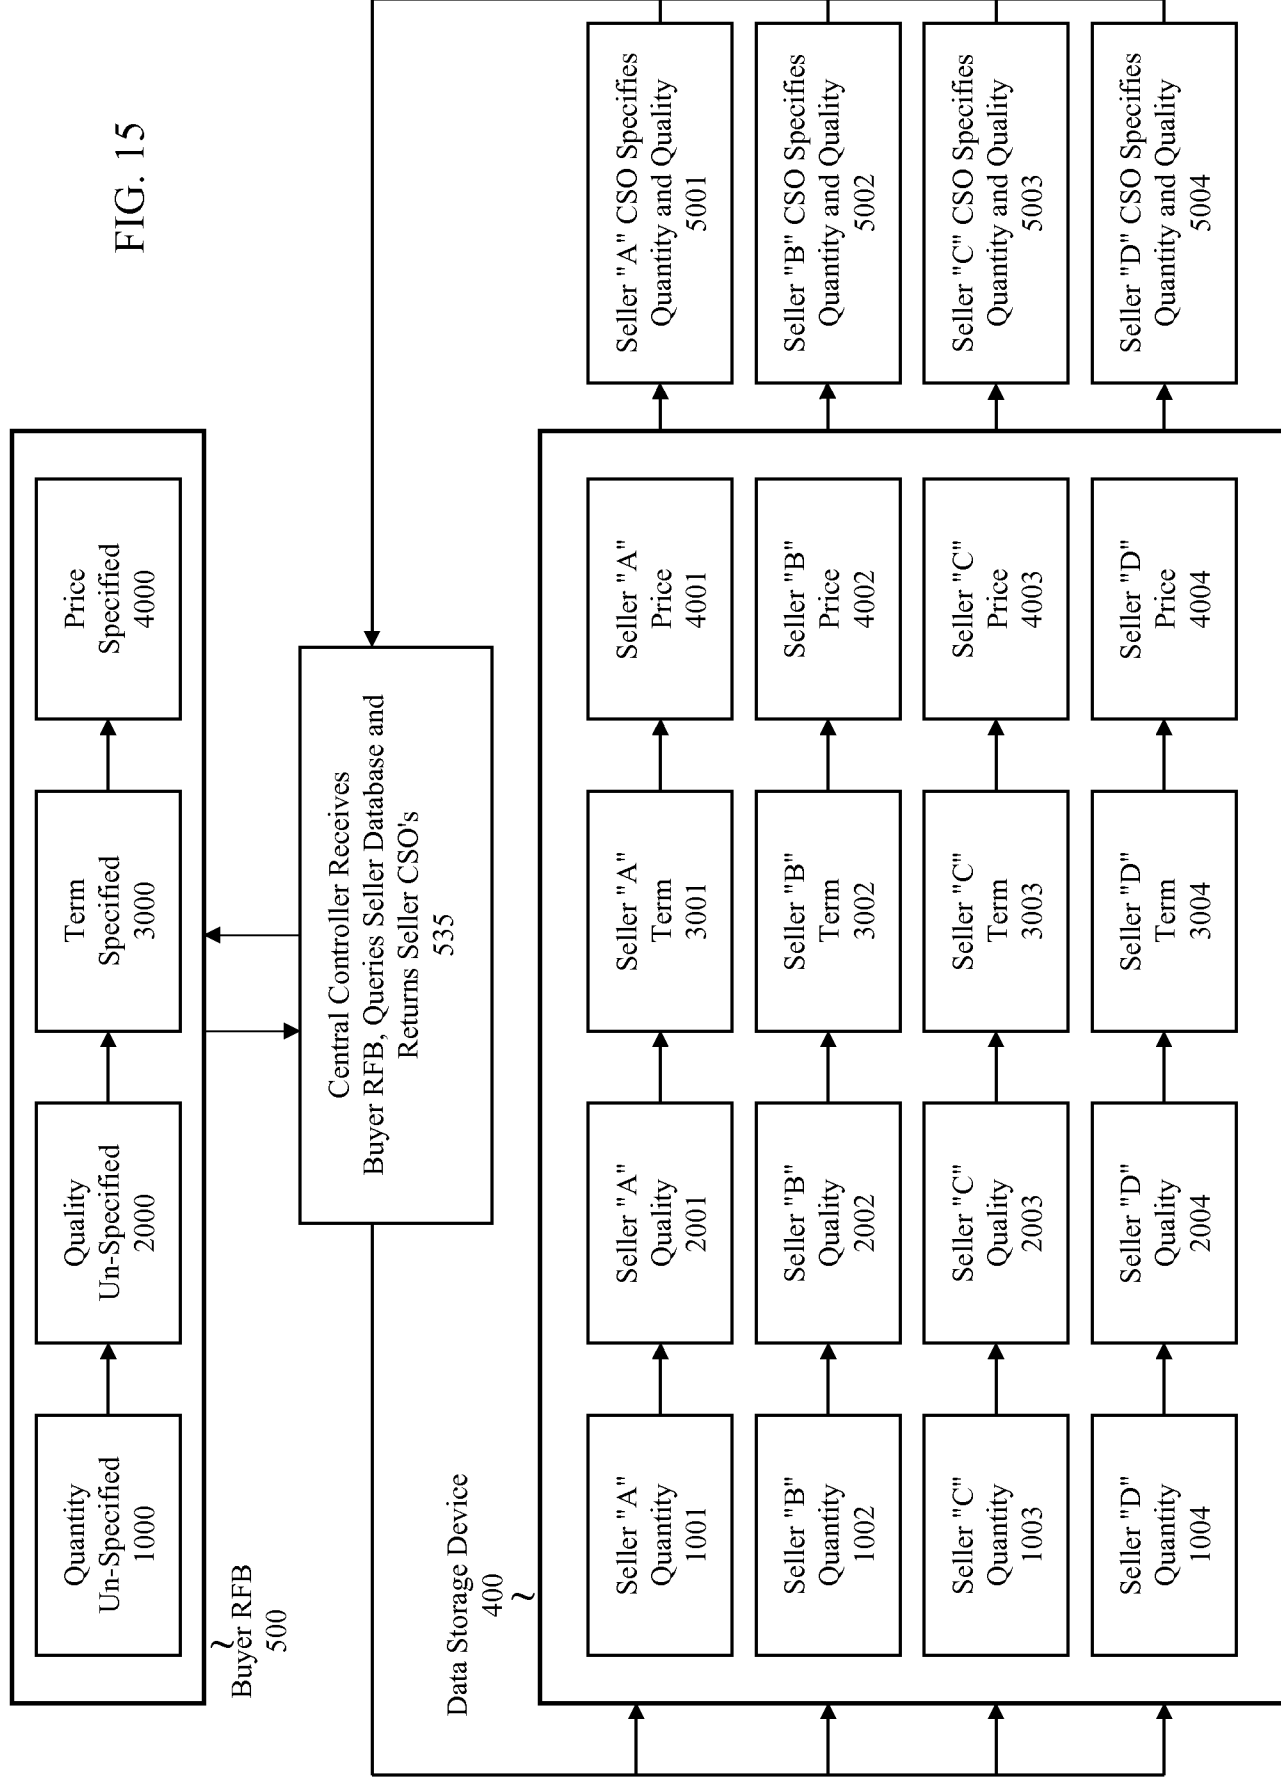 FIG. 15
Quantity
Un-Specified
1000
Quality
Un-Specified
2000
Term
Specified
3000
Price
Specified
4000
Buyer RFB
500
Central Controller Receives
Buyer RFB, Queries Seller Database and
Returns Seller CSO's
535
Data Storage Device
400
Seller "A"
Quantity
1001
Seller "A"
Quality
2001
Seller "A"
Term
3001
Seller "A"
Price
4001
Seller "A" CSO Specifies
Quantity and Quality
5001
Seller "B"
Quantity
1002
Seller "B"
Quality
2002
Seller "B"
Term
3002
Seller "B"
Price
4002
Seller "B" CSO Specifies
Quantity and Quality
5002
Seller "C"
Quantity
1003
Seller "C"
Quality
2003
Seller "C"
Term
3003
Seller "C"
Price
4003
Seller "C" CSO Specifies
Quantity and Quality
5003
Seller "D"
Quantity
1004
Seller "D"
Quality
2004
Seller "D"
Term
3004
Seller "D"
Price
4004
Seller "D" CSO Specifies
Quantity and Quality
5004